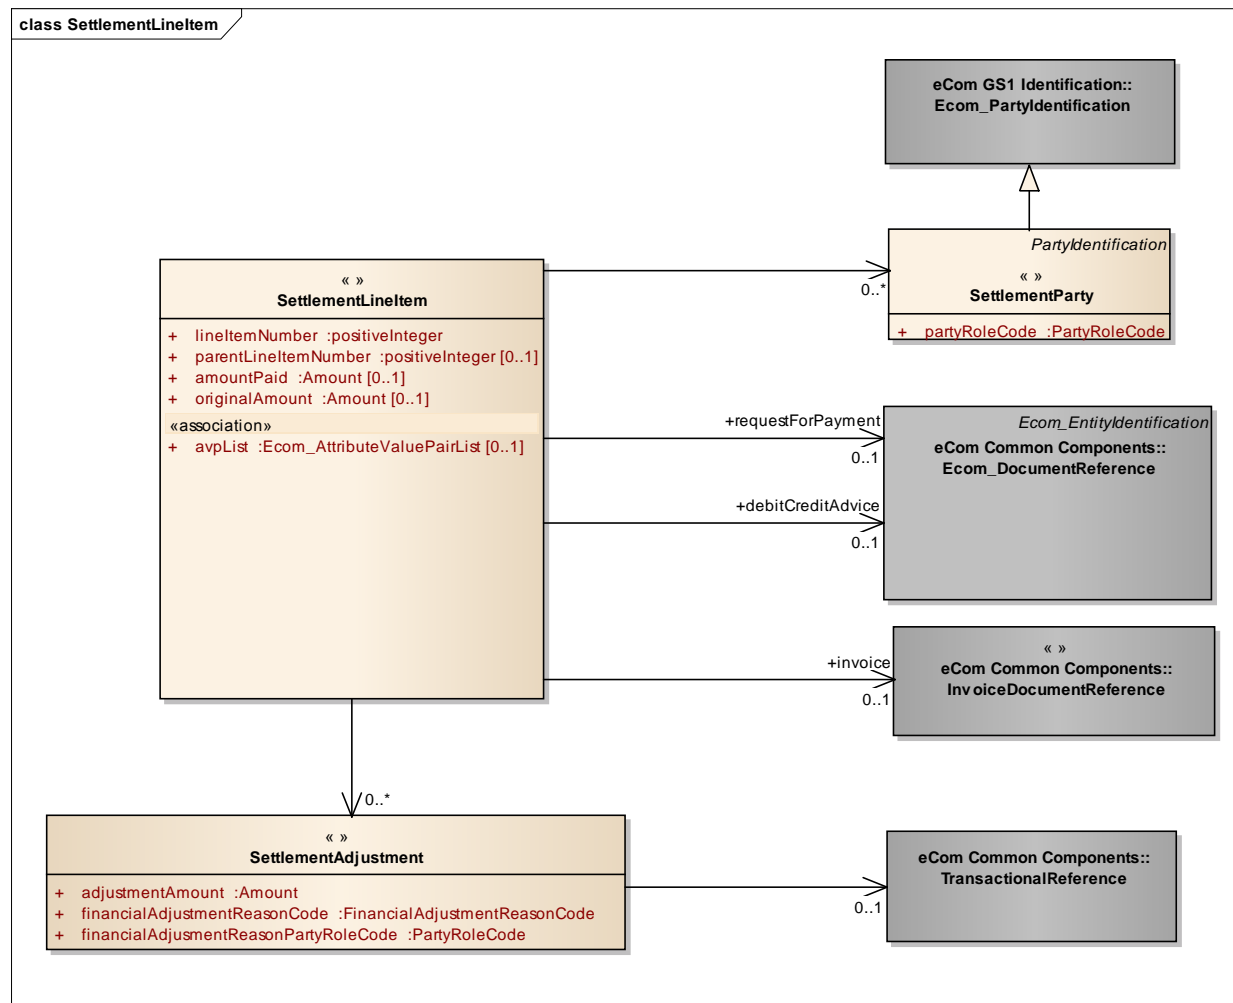 class SettlementLineItem
eCom GS1 Identification::
Ecom_PartyIdentification
PartyIdentification
« »
SettlementParty
+ partyRoleCode :PartyRoleCode
0..*
« »
SettlementLineItem
+ lineItemNumber :positiveInteger
+ parentLineItemNumber :positiveInteger [0..1]
+ amountPaid :Amount [0..1]
+ originalAmount :Amount [0..1]
«association»
+ avpList :Ecom_AttributeValuePairList [0..1]
+requestForPayment
0..1
+debitCreditAdvice
0..1
Ecom_EntityIdentification
eCom Common Components::
Ecom_DocumentReference
+invoice
0..1
« »
eCom Common Components::
InvoiceDocumentReference
0..*
« »
SettlementAdjustment
+ adjustmentAmount :Amount
+ financialAdjustmentReasonCode :FinancialAdjustmentReasonCode
+ financialAdjusmentReasonPartyRoleCode :PartyRoleCode
0..1
eCom Common Components::
TransactionalReference